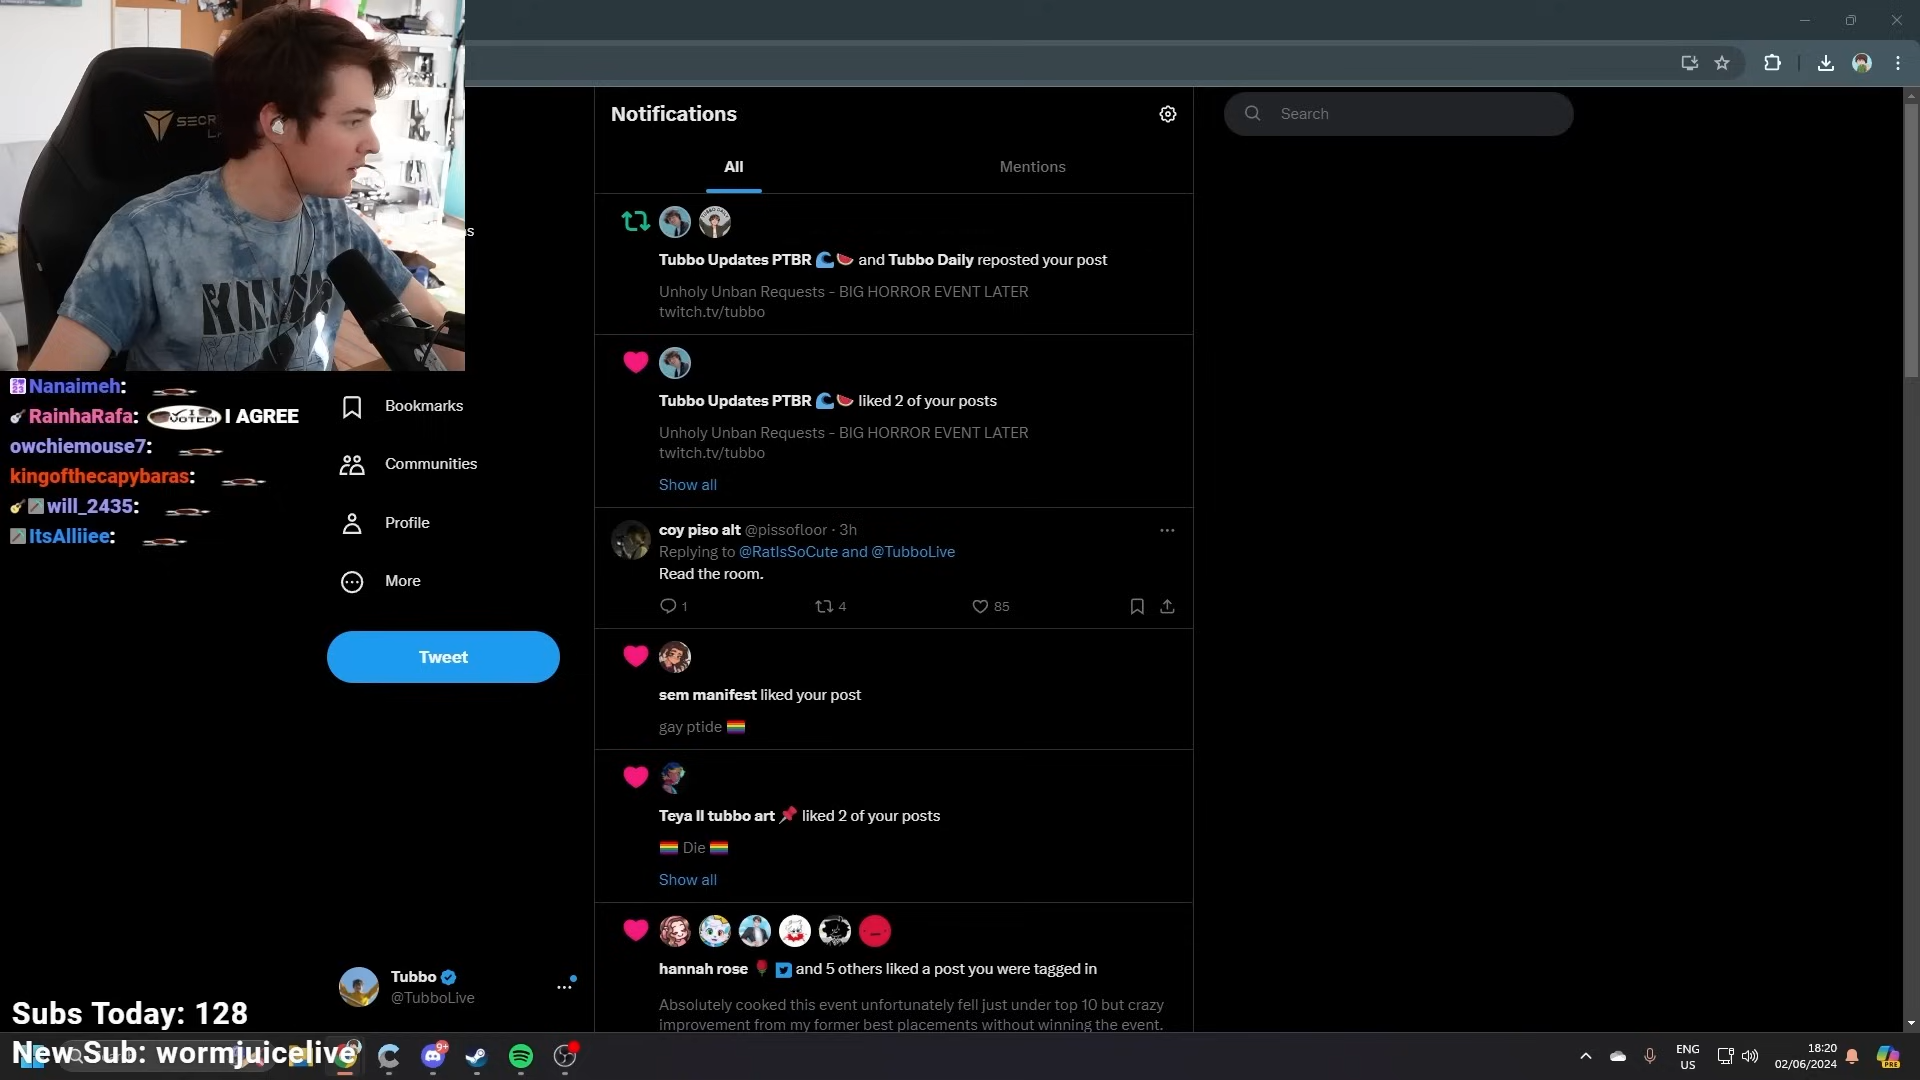 Notifications
Search
All
Mentions
Tubbo Updates PTBR and Tubbo Daily reposted your post
Unholy Unban Requests - BIG HORROR EVENT LATER
twitch.tv/tubbo
Tubbo Updates PTBR liked 2 of your posts
Unholy Unban Requests - BIG HORROR EVENT LATER
twitch.tv/tubbo
Show all
coy piso alt @pissofloor · 3h
Replying to @RatIsSoCute and @TubboLive
Read the room.
1 4 85
sem manifest liked your post
gay ptide 🏳️‍🌈
Teya ll tubbo art 📌 liked 2 of your posts
🏳️‍🌈 Die 🏳️‍🌈
Show all
hannah rose 🌹 and 5 others liked a post you were tagged in
Absolutely cooked this event unfortunately fell just under top 10 but crazy
improvement from my former best placements without winning the event.
Nanaimeh:
RainhaRafa: I VOTED! I AGREE
owchiemouse7:
kingofthecapybaras:
will_2435:
ItsAlliiee:
Bookmarks
Communities
Profile
More
Tweet
Tubbo
@TubboLive
Subs Today: 128
New Sub: wormjuicelive
9+
ENG
US
18:20
02/06/2024
PRE